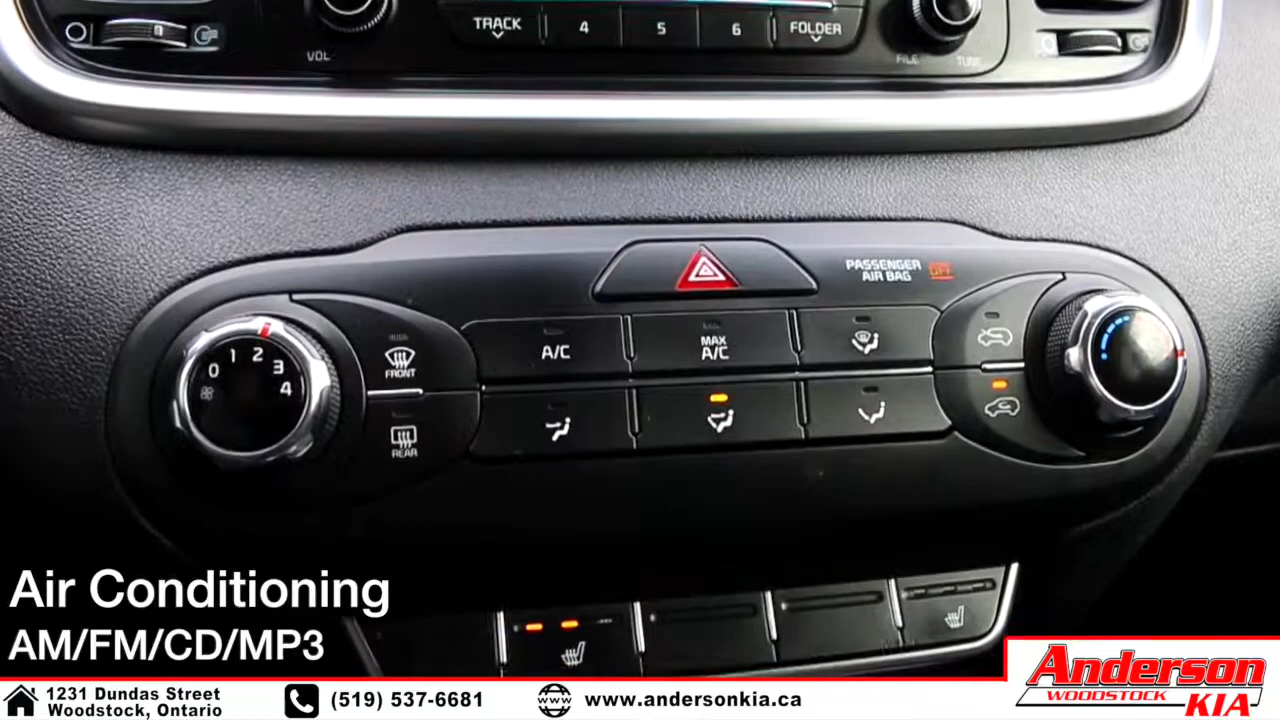 TRACK
4
5
6
FOLDER
VOL
FILE
TUNE
PASSENGER
AIR BAG
OFF
0
1
2
3
4
FRONT
REAR
A/C
MAX
A/C
Air Conditioning
AM/FM/CD/MP3
1231 Dundas Street
Woodstock, Ontario
(519) 537-6681
WWW
www.andersonkia.ca
Anderson
WOODSTOCK
KIA